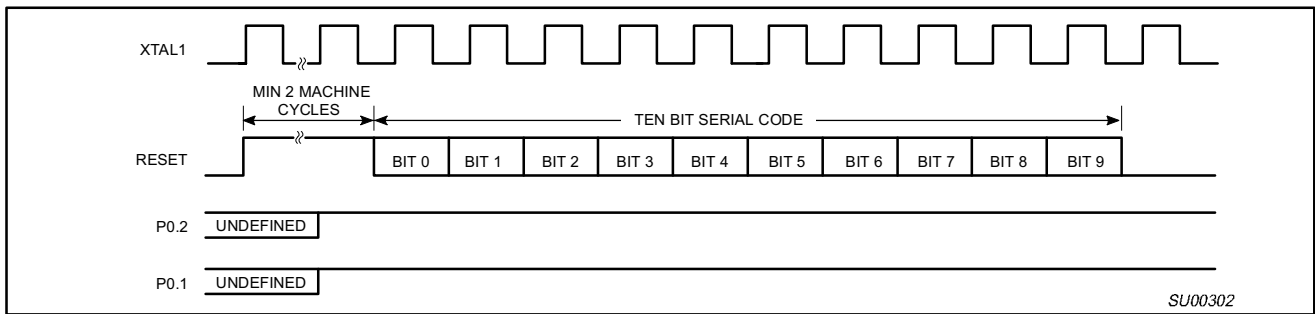 XTAL1
MIN 2 MACHINE
CYCLES
TEN BIT SERIAL CODE
RESET
BIT 0 BIT 1 BIT 2 BIT 3 BIT 4 BIT 5 BIT 6 BIT 7 BIT 8 BIT 9
P0.2 UNDEFINED
P0.1 UNDEFINED
SU00302